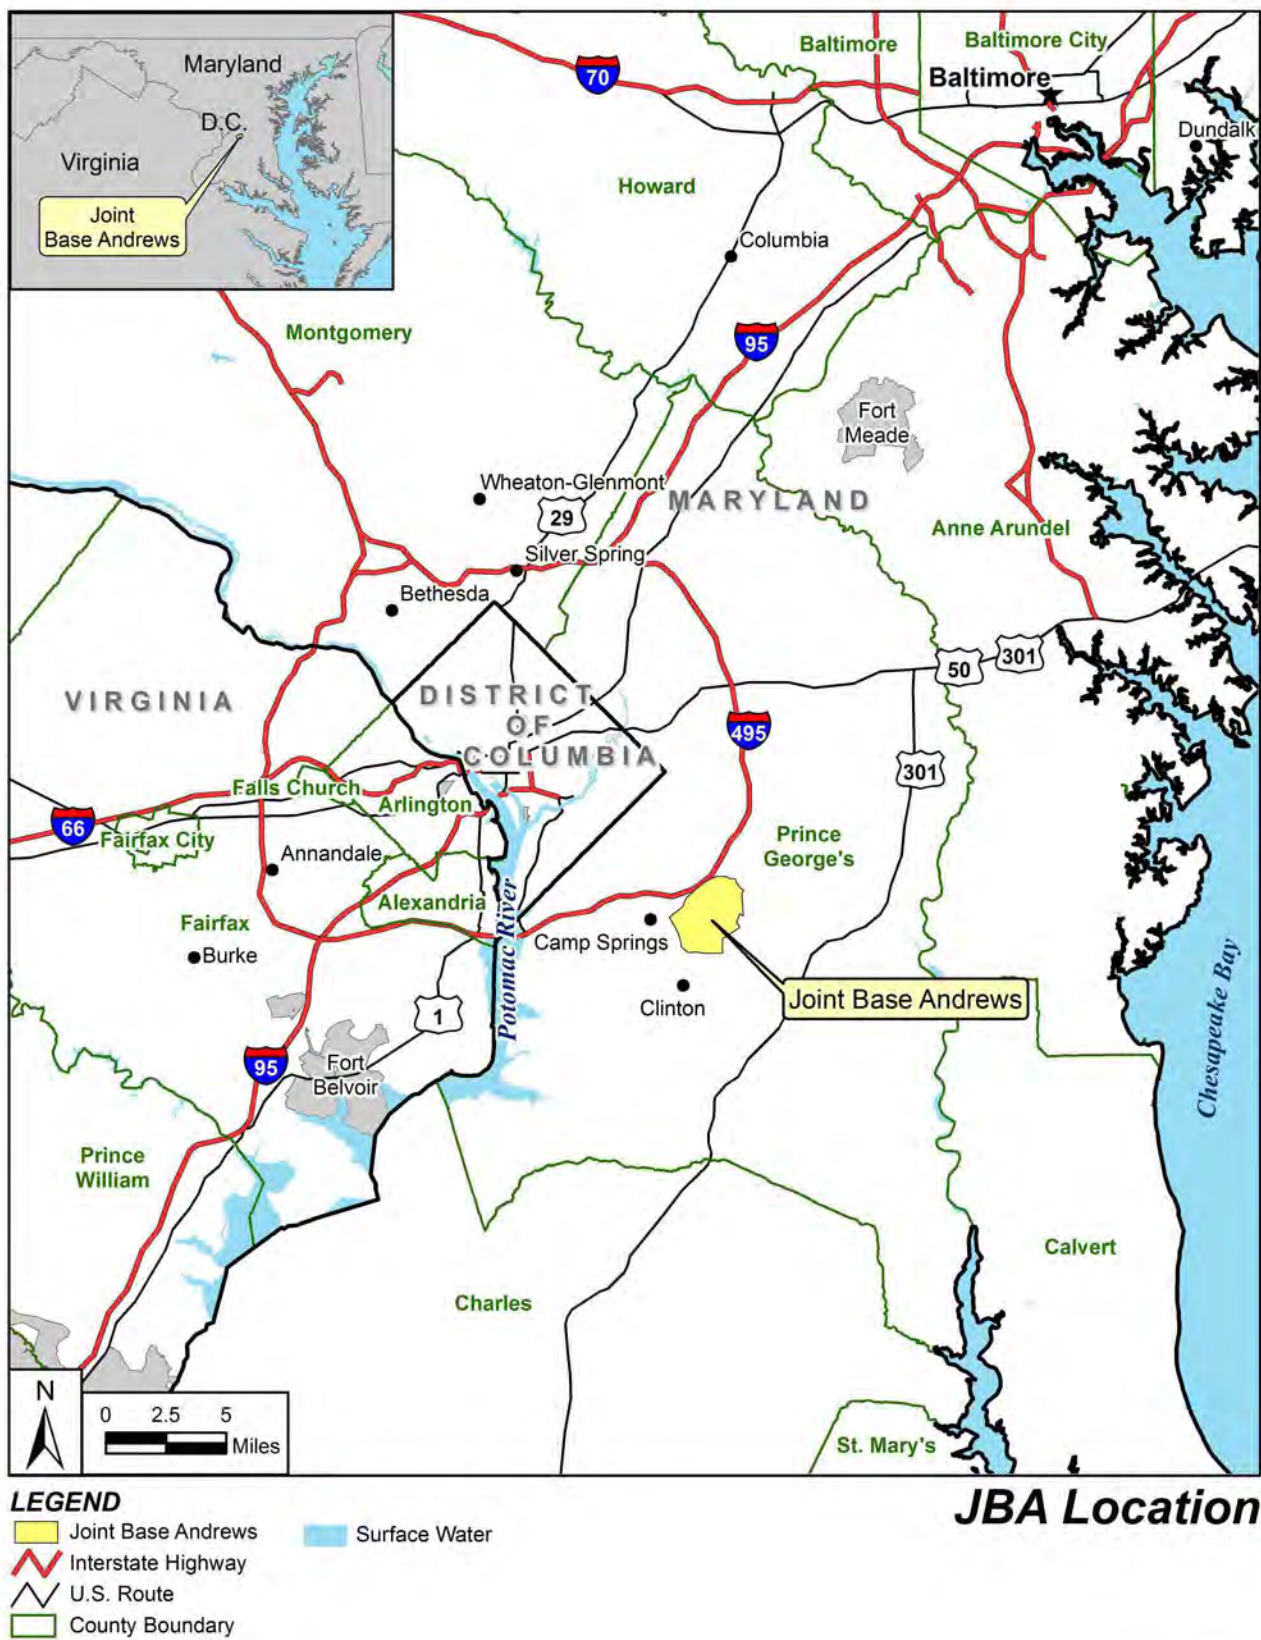 Maryland
D.C.
Virginia
Joint
Base Andrews
70
Baltimore
Baltimore City
Baltimore
Dundalk
Howard
Columbia
Montgomery
95
Fort
Meade
Wheaton-Glenmont
29
MARYLAND
Anne Arundel
Silver Spring
Bethesda
50
301
VIRGINIA
DISTRICT
OF
COLUMBIA
495
301
Falls Church
Arlington
66
Fairfax City
Annandale
Prince
George's
Alexandria
Fairfax
Potomac River
Camp Springs
Burke
Clinton
Joint Base Andrews
1
Chesapeake Bay
95
Fort
Belvoir
Prince
William
Calvert
Charles
St. Mary's
N
0 2.5 5
Miles
LEGEND
JBA Location
Joint Base Andrews
Surface Water
Interstate Highway
U.S. Route
County Boundary